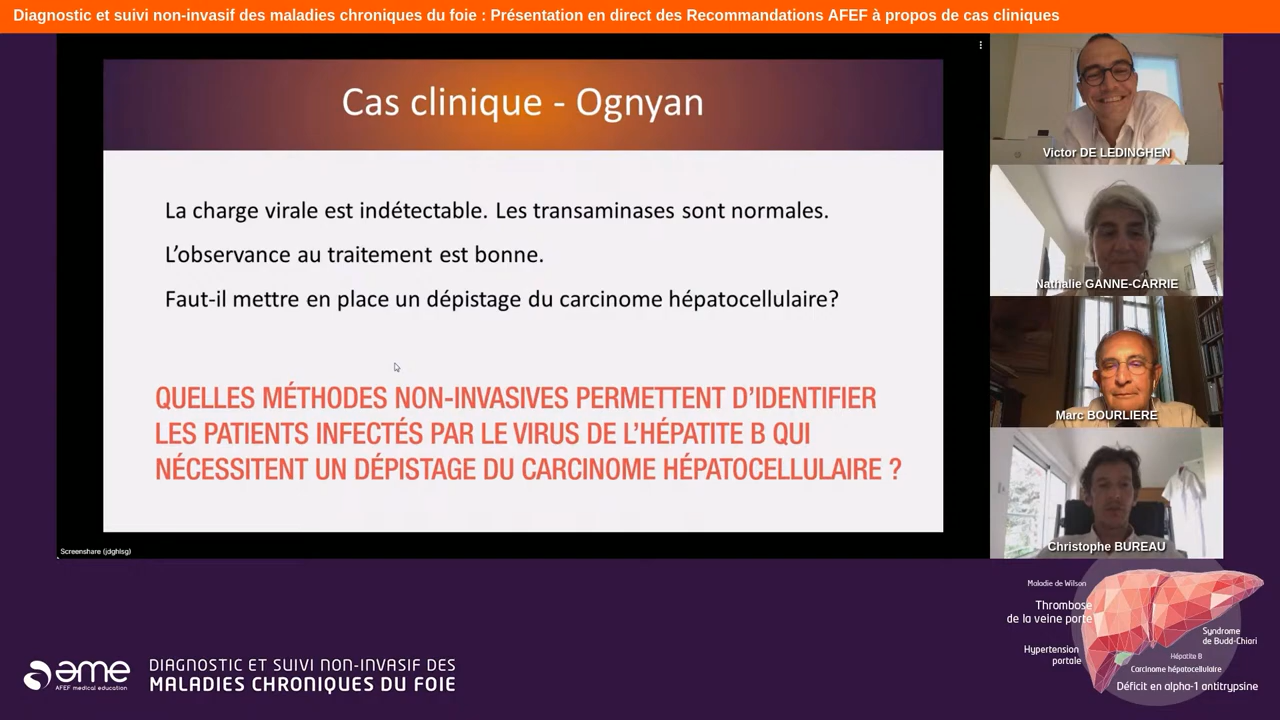 Diagnostic et suivi non-invasif des maladies chroniques du foie : Présentation en direct des Recommandations AFEF à propos de cas cliniques
Cas clinique - Ognyan
La charge virale est indétectable. Les transaminases sont normales.
L'observance au traitement est bonne.
Faut-il mettre en place un dépistage du carcinome hépatocellulaire?
QUELLES MÉTHODES NON-INVASIVES PERMETTENT D'IDENTIFIER
LES PATIENTS INFECTÉS PAR LE VIRUS DE L'HÉPATITE B QUI
NÉCESSITENT UN DÉPISTAGE DU CARCINOME HÉPATOCELLULAIRE ?
Screenshare (jdghlsg)
Victor DE LEDINGHEN
Nathalie GANNE-CARRIE
Marc BOURLIERE
Christophe BUREAU
Maladie de Wilson
Thrombose
de la veine porte
Hypertension
portale
Syndrome
de Budd-Chiari
Hépatite B
Carcinome hépatocellulaire
Déficit en alpha-1 antitrypsine
ame
AFEF medical education
DIAGNOSTIC ET SUIVI NON-INVASIF DES
MALADIES CHRONIQUES DU FOIE